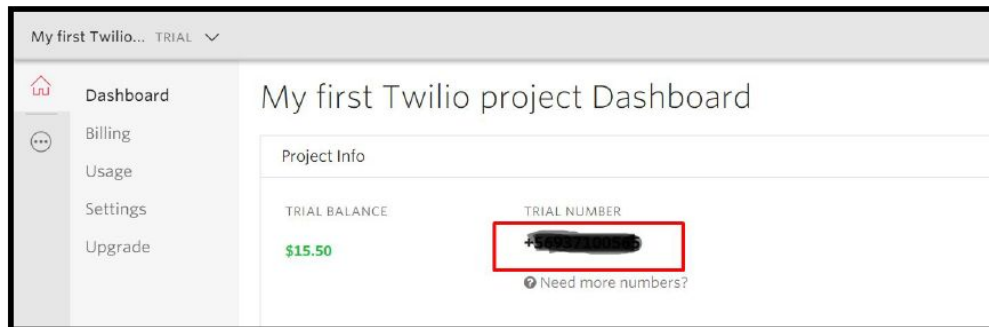 My first Twilio... TRIAL
Dashboard
Billing
Usage
Settings
Upgrade
My first Twilio project Dashboard
Project Info
TRIAL BALANCE
$15.50
TRIAL NUMBER
Need more numbers?